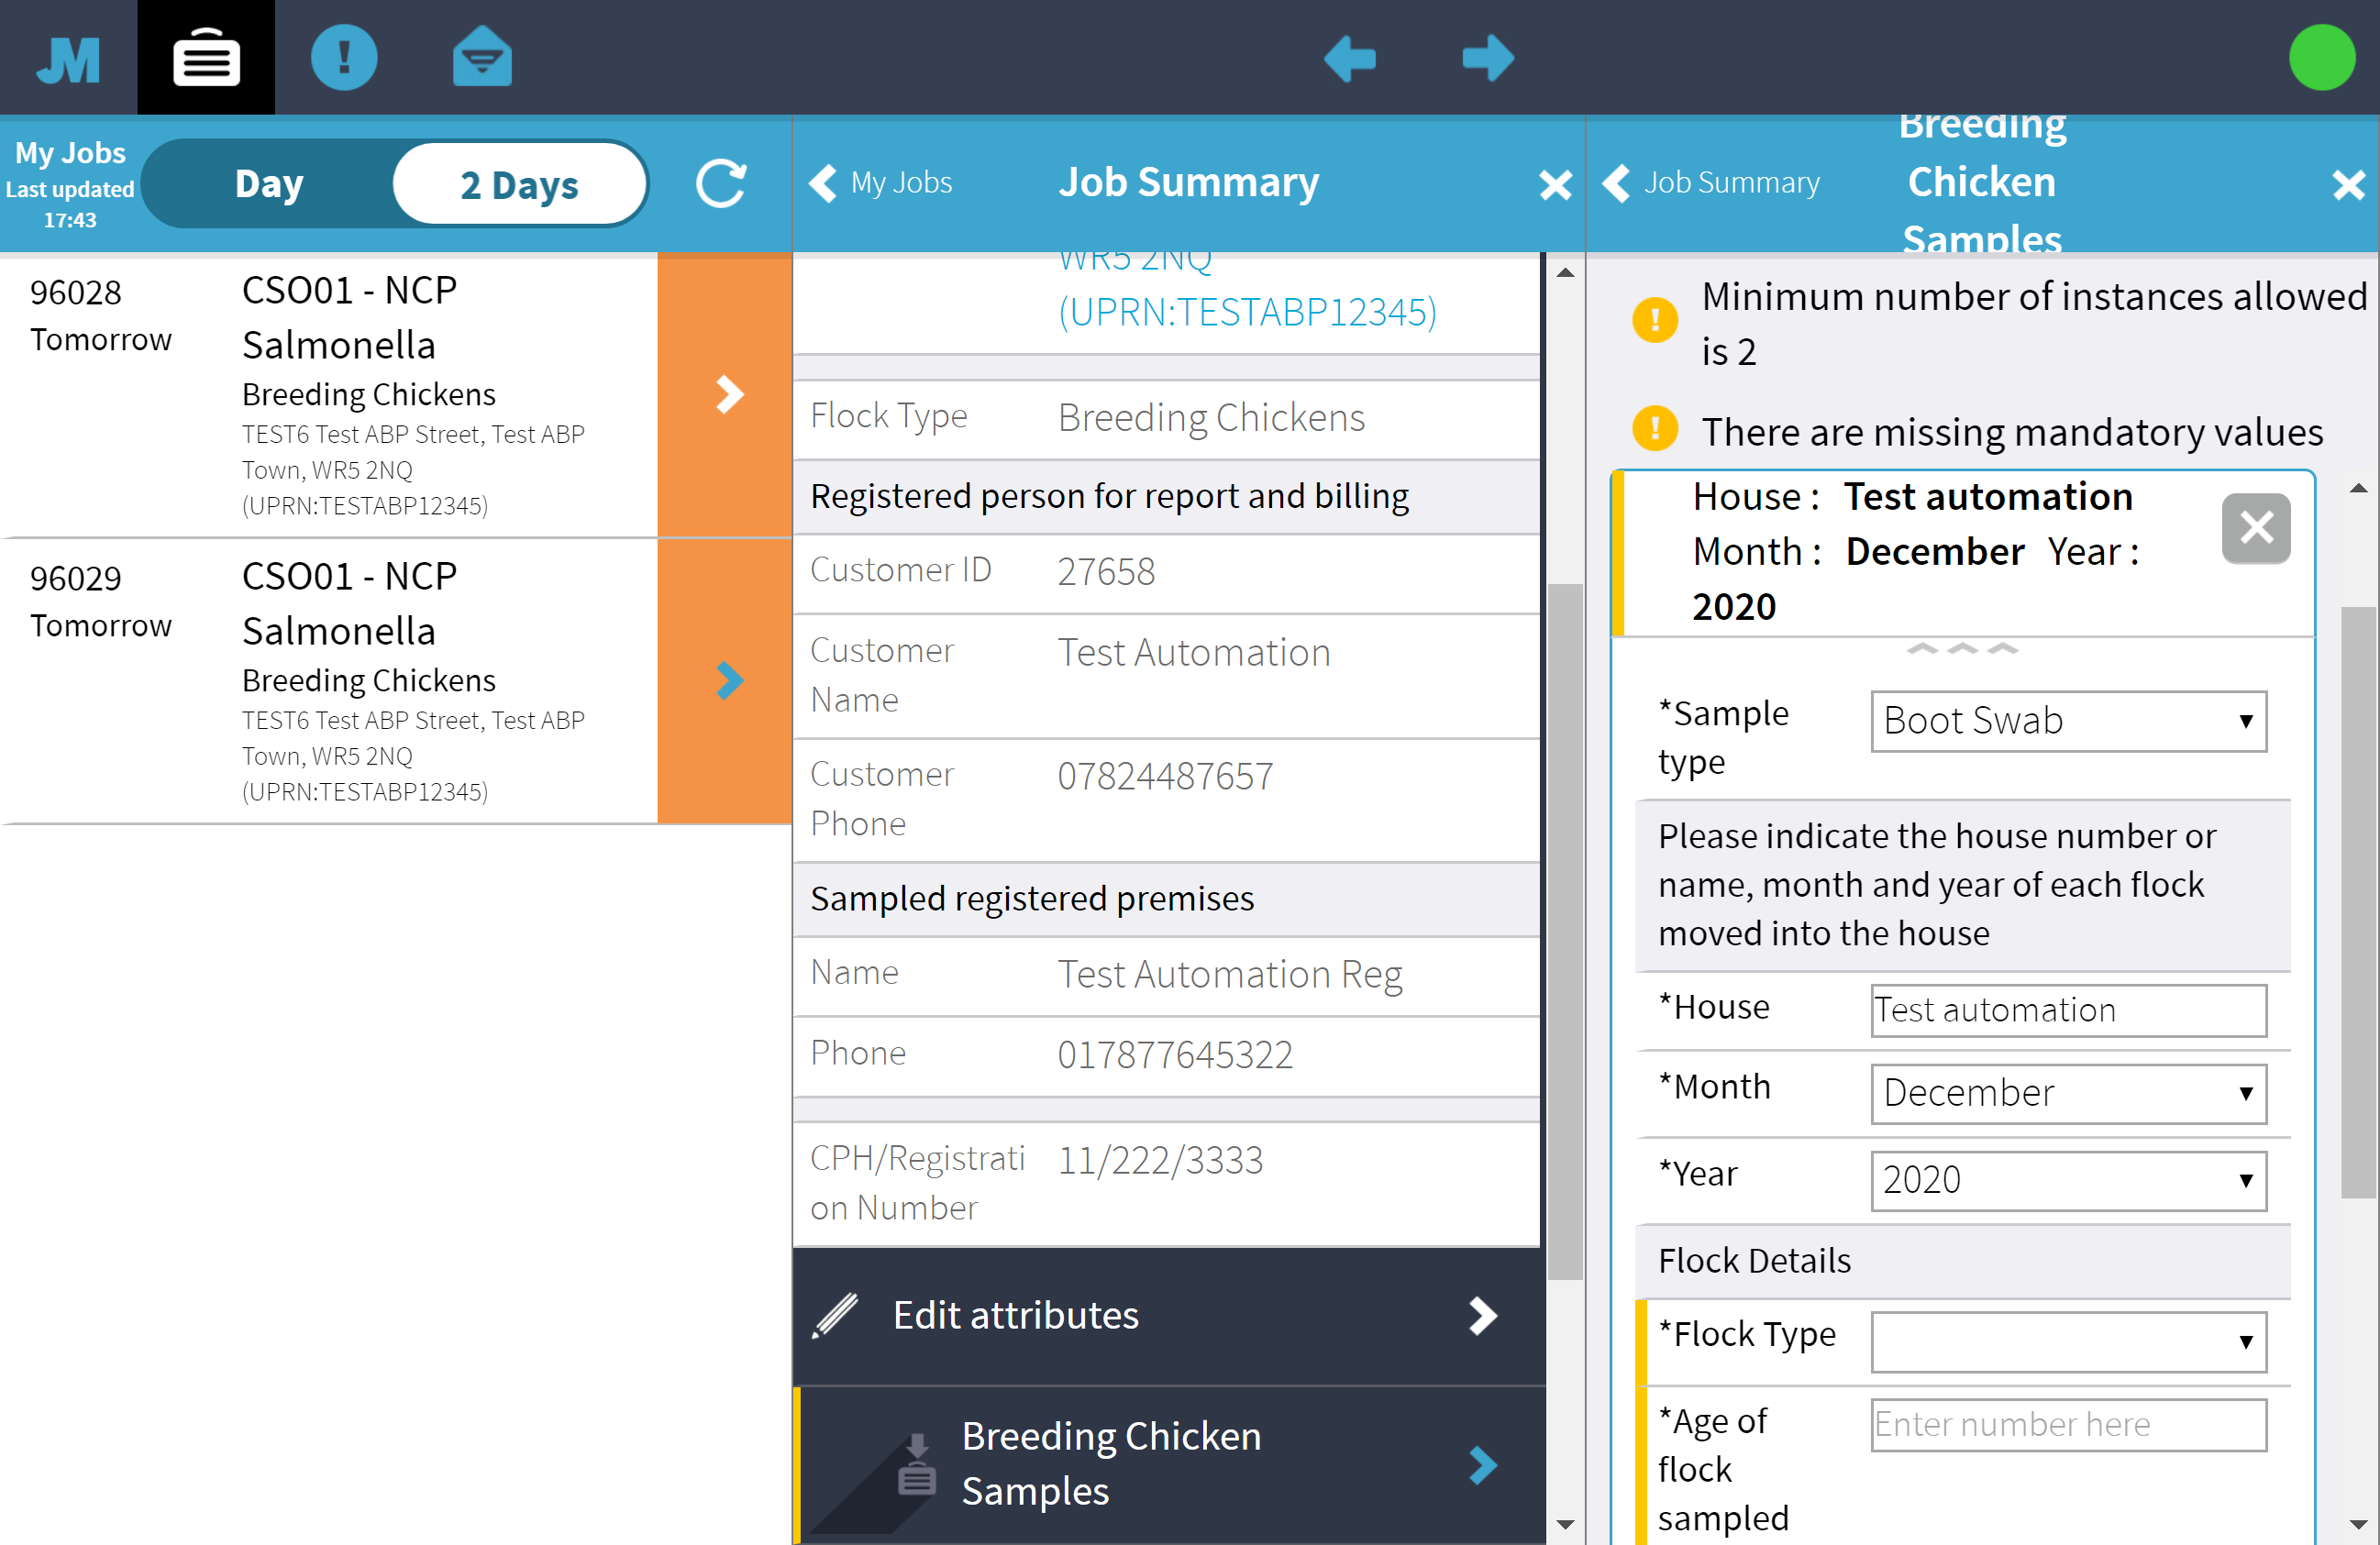 JM
My Jobs
Last updated
17:43
Day
2 Days
96028
Tomorrow
CSO01 - NCP
Salmonella
Breeding Chickens
TEST6 Test ABP Street, Test ABP
Town, WR5 2NQ
(UPRN:TESTABP12345)
96029
Tomorrow
CSO01 - NCP
Salmonella
Breeding Chickens
TEST6 Test ABP Street, Test ABP
Town, WR5 2NQ
(UPRN:TESTABP12345)
My Jobs
Job Summary
WR5 2NQ
(UPRN:TESTABP12345)
Flock Type
Breeding Chickens
Registered person for report and billing
Customer ID
27658
Customer
Name
Test Automation
Customer
Phone
07824487657
Sampled registered premises
Name
Test Automation Reg
Phone
017877645322
CPH/Registrati
on Number
11/222/3333
Edit attributes
Breeding Chicken
Samples
Job Summary
Breeding
Chicken
Samples
Minimum number of instances allowed
is 2
There are missing mandatory values
House : Test automation
Month : December Year :
2020
*Sample
type
Boot Swab
Please indicate the house number or
name, month and year of each flock
moved into the house
*House
Test automation
*Month
December
*Year
2020
Flock Details
*Flock Type
*Age of
flock
sampled
Enter number here